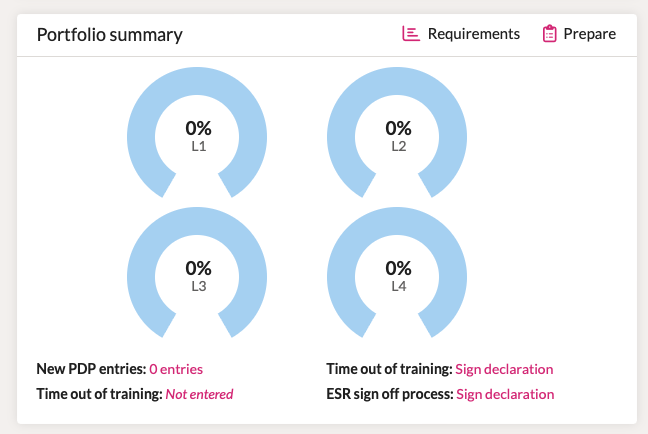 Portfolio summary
Requirements
Prepare
0%
L1
0%
L2
0%
L3
0%
L4
New PDP entries: 0 entries
Time out of training: Sign declaration
Time out of training: Not entered
ESR sign off process: Sign declaration